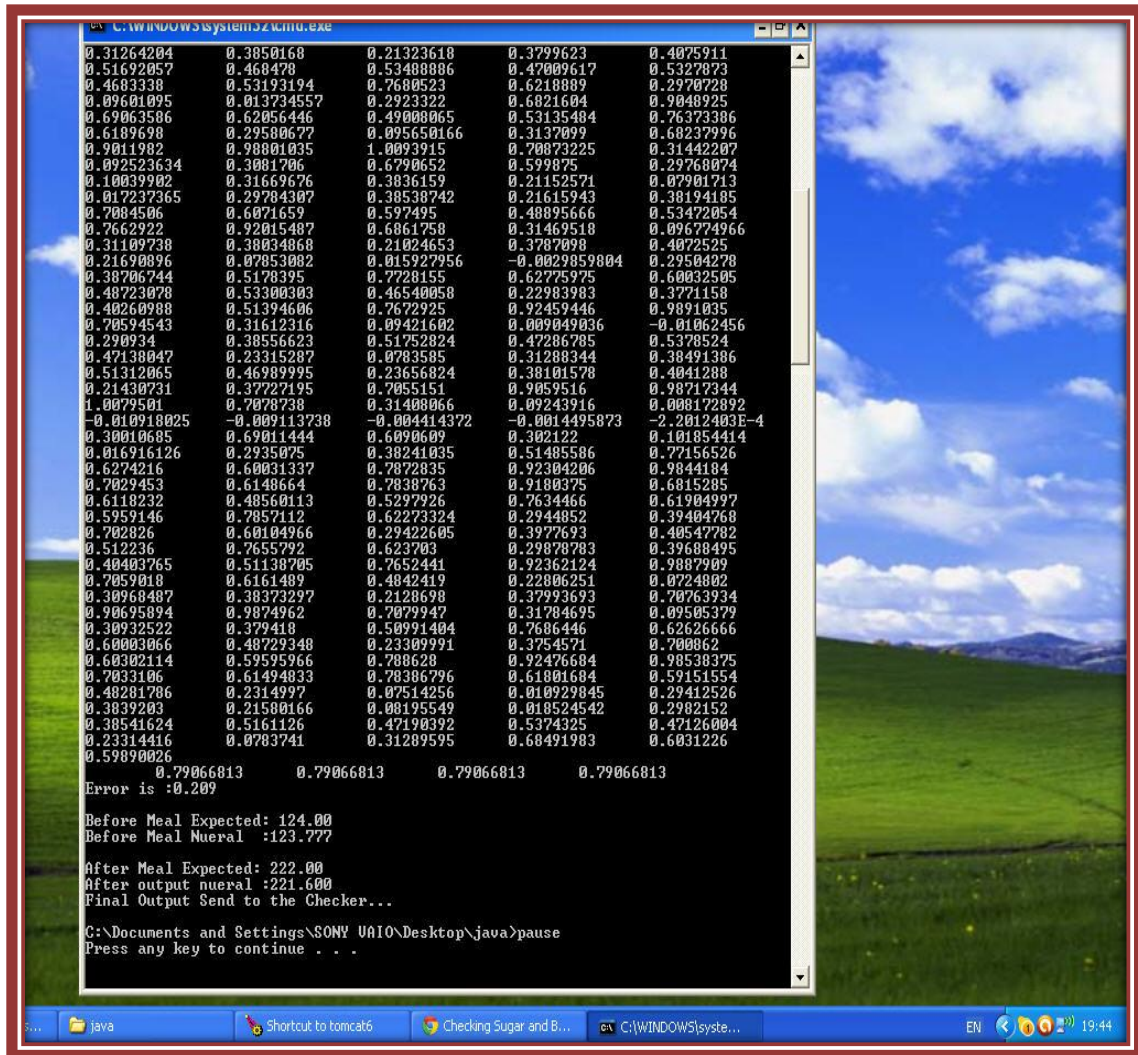 C:\WINDOWS\system32\cmd.exe
0.31264204 0.3850168 0.21323618 0.3799623 0.4075911
0.51692057 0.468478 0.53488886 0.47009617 0.5327873
0.4683338 0.53193194 0.7680523 0.6218889 0.2970728
0.09601095 0.013734557 0.2923322 0.6821604 0.9048925
0.69063586 0.62056446 0.49008065 0.53135484 0.76373386
0.6189698 0.29580677 0.095650166 0.3137099 0.68237996
0.9011982 0.98801035 1.0093915 0.70873225 0.31442207
0.092523634 0.3081706 0.6790652 0.599875 0.29768074
0.10039902 0.31669676 0.3836159 0.21152571 0.07901713
0.017237365 0.29784307 0.38538742 0.21615943 0.38194185
0.7084506 0.6071659 0.597495 0.48895666 0.53472054
0.7662922 0.92015487 0.6861758 0.31469518 0.096774966
0.31109738 0.38034868 0.21024653 0.3787098 0.4072525
0.21690896 0.07853082 0.015927956 -0.0029859804 0.29504278
0.38706744 0.5178395 0.7728155 0.62775975 0.60032505
0.48723078 0.53300303 0.46540058 0.22983983 0.3771158
0.40260988 0.51394606 0.7672925 0.92459446 0.9891035
0.70594543 0.31612316 0.09421602 0.009049036 -0.01062456
0.290934 0.38556623 0.51752824 0.47286785 0.5378524
0.47138047 0.23315287 0.0783585 0.31288344 0.38491386
0.51312065 0.46989995 0.23656824 0.38101578 0.4041288
0.21430731 0.37727195 0.7055151 0.9059516 0.98717344
1.0079501 0.7078738 0.31408066 0.09243916 0.008172892
-0.010918025 -0.009113738 -0.004414372 -0.0014495873 -2.2012403E-4
0.30010685 0.69011444 0.6090609 0.302122 0.101854414
0.016916126 0.2935075 0.38241035 0.51485586 0.77156526
0.6274216 0.60031337 0.7872835 0.92304206 0.9844184
0.7029453 0.6148664 0.7838763 0.9180375 0.6815285
0.6118232 0.48560113 0.5297926 0.7634466 0.61904997
0.5959146 0.7857112 0.62273324 0.2944852 0.39404768
0.702826 0.60104966 0.29422605 0.3977693 0.40547782
0.512236 0.7655792 0.623703 0.29878783 0.39688495
0.40403765 0.51138705 0.7652441 0.92362124 0.9887909
0.7059018 0.6161489 0.4842419 0.22806251 0.0724802
0.30968487 0.38373297 0.2128698 0.37993693 0.70763934
0.90695894 0.9874962 0.7079947 0.31784695 0.09505379
0.30932522 0.379418 0.50991404 0.7686446 0.62626666
0.60003066 0.48729348 0.23309991 0.3754571 0.700862
0.60302114 0.59595966 0.788628 0.92476684 0.98538375
0.7033106 0.61494833 0.78386796 0.61801684 0.59151554
0.48281786 0.2314997 0.07514256 0.010929845 0.29412526
0.3839203 0.21580166 0.08195549 0.018524542 0.2982152
0.38541624 0.5161126 0.47190392 0.5374325 0.47126004
0.23314416 0.0783741 0.31289595 0.68491983 0.6031226
0.59890026
0.79066813 0.79066813 0.79066813 0.79066813
Error is :0.209
Before Meal Expected: 124.00
Before Meal Nueral :123.777
After Meal Expected: 222.00
After output nueral :221.600
Final Output Send to the Checker...
C:\Documents and Settings\SONY VAIO\Desktop\java>pause
Press any key to continue . . .
s... java Shortcut to tomcat6 Checking Sugar and B... C:\WINDOWS\syste... EN 19:44